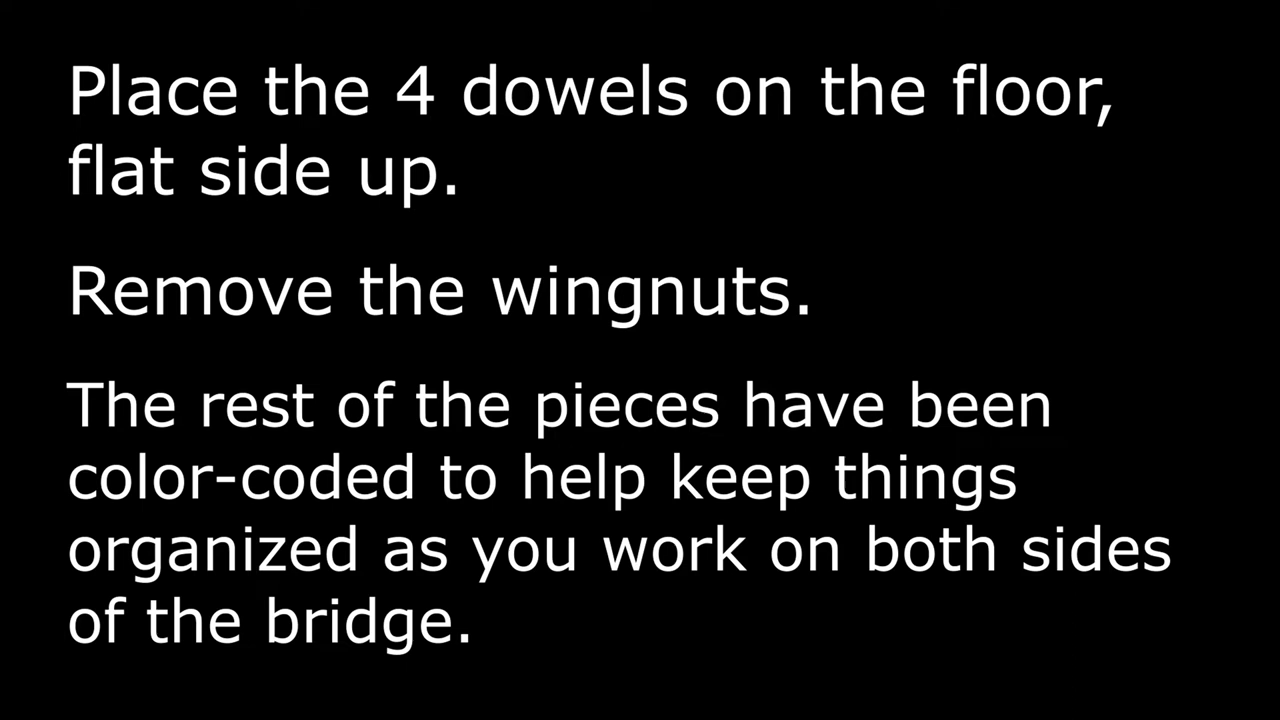 Place the 4 dowels on the floor,
flat side up.
Remove the wingnuts.
The rest of the pieces have been
color-coded to help keep things
organized as you work on both sides
of the bridge.